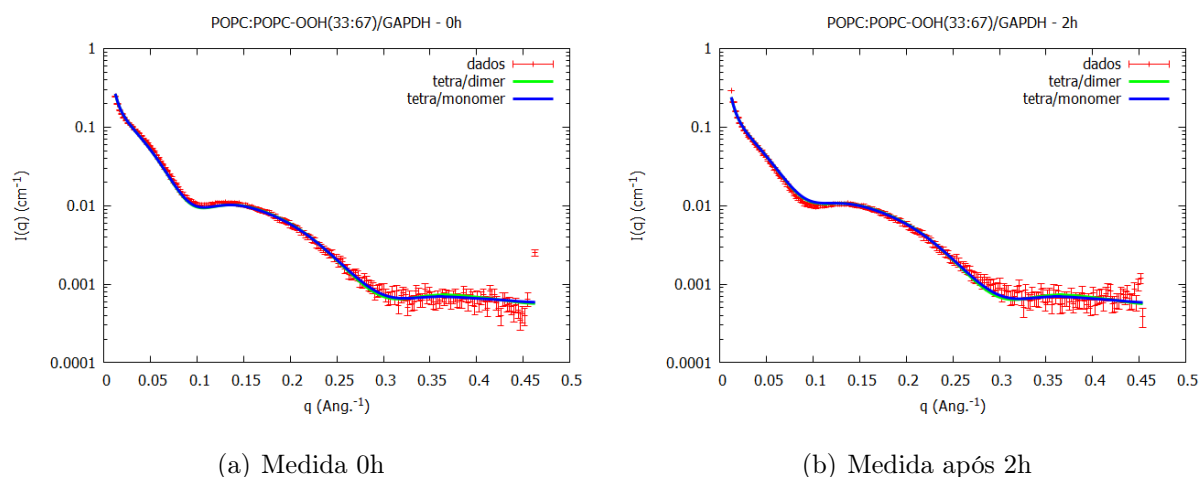 POPC:POPC-OOH(33:67)/GAPDH - 0h
dados
tetra/dimer
tetra/monomer
1
0.1
0.01
0.001
0.0001
I(q) (cm⁻¹)
0 0.05 0.1 0.15 0.2 0.25 0.3 0.35 0.4 0.45 0.5
q (Ang.⁻¹)
(a) Medida 0h
POPC:POPC-OOH(33:67)/GAPDH - 2h
dados
tetra/dimer
tetra/monomer
1
0.1
0.01
0.001
0.0001
I(q) (cm⁻¹)
0 0.05 0.1 0.15 0.2 0.25 0.3 0.35 0.4 0.45 0.5
q (Ang.⁻¹)
(b) Medida após 2h